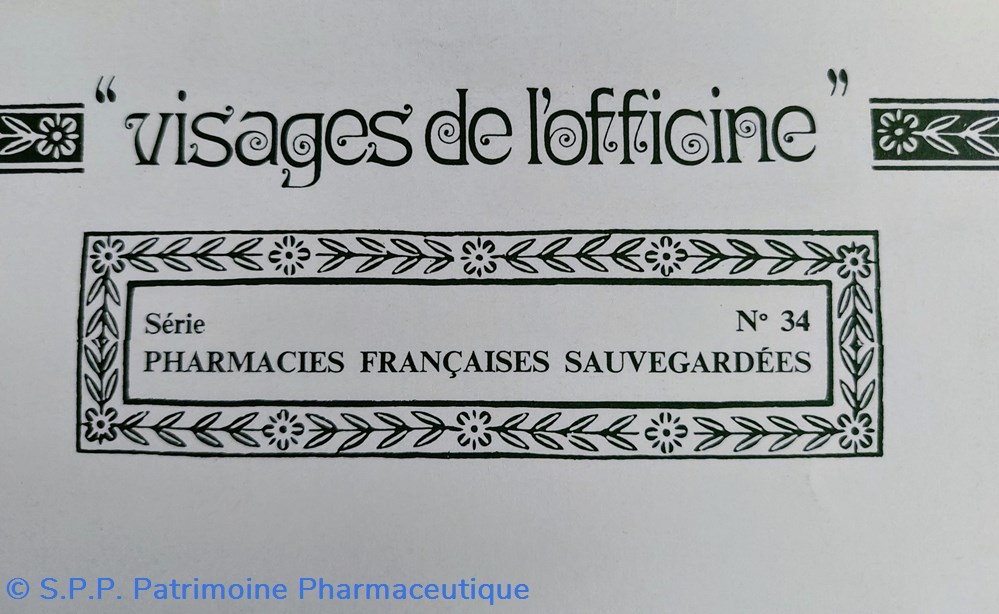 “visages de l'officine”
Série N° 34
PHARMACIES FRANÇAISES SAUVEGARDÉES
© S.P.P. Patrimoine Pharmaceutique